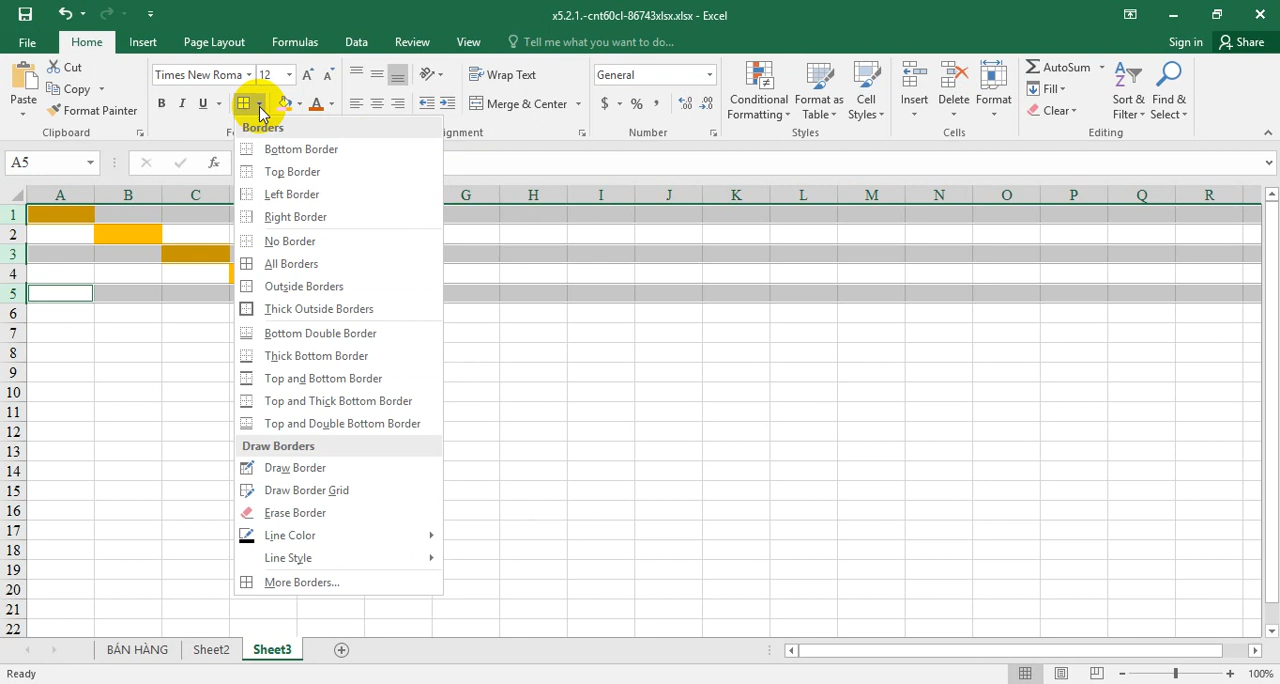 x5.2.1.-cnt60cl-86743xlsx.xlsx - Excel
File Home Insert Page Layout Formulas Data Review View Tell me what you want to do... Sign in Share
Paste Cut Copy Format Painter Clipboard
Times New Roma 12 B I U
Wrap Text Merge & Center
General $ % , Number
Conditional Formatting Format as Table Cell Styles Styles
Insert Delete Format Cells
AutoSum Fill Clear Sort & Filter Find & Select Editing
A5 fx
A B C G H I J K L M N O P Q R
1
2
3
4
5
6
7
8
9
10
11
12
13
14
15
16
17
18
19
20
21
22
Borders
Bottom Border
Top Border
Left Border
Right Border
No Border
All Borders
Outside Borders
Thick Outside Borders
Bottom Double Border
Thick Bottom Border
Top and Bottom Border
Top and Thick Bottom Border
Top and Double Bottom Border
Draw Borders
Draw Border
Draw Border Grid
Erase Border
Line Color
Line Style
More Borders...
BÁN HÀNG Sheet2 Sheet3
Ready 100%